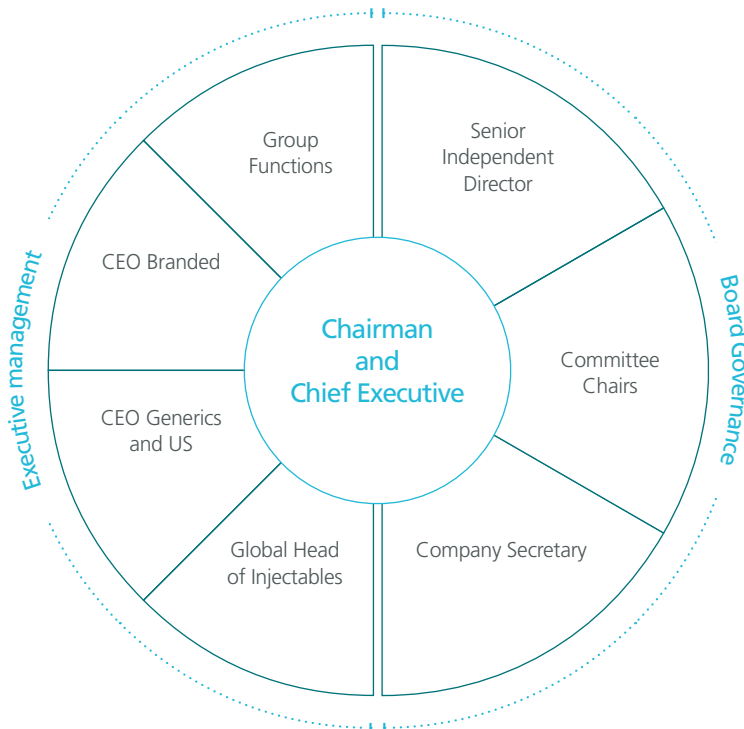 Group
Functions
Senior
Independent
Director
CEO Branded
Executive management
Chairman
and
Chief Executive
Committee
Chairs
Board Governance
CEO Generics
and US
Global Head
of Injectables
Company Secretary